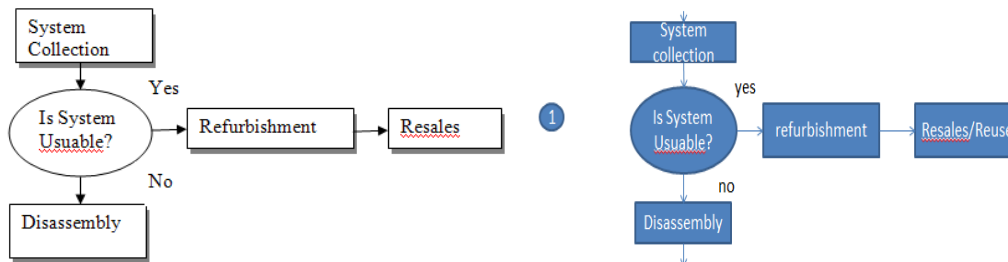 System
Collection
Yes
Is System
Usuable?
Refurbishment
Resales
No
Disassembly
1
System
collection
yes
Is System
Usuable?
refurbishment
Resales/Reuse
no
Disassembly